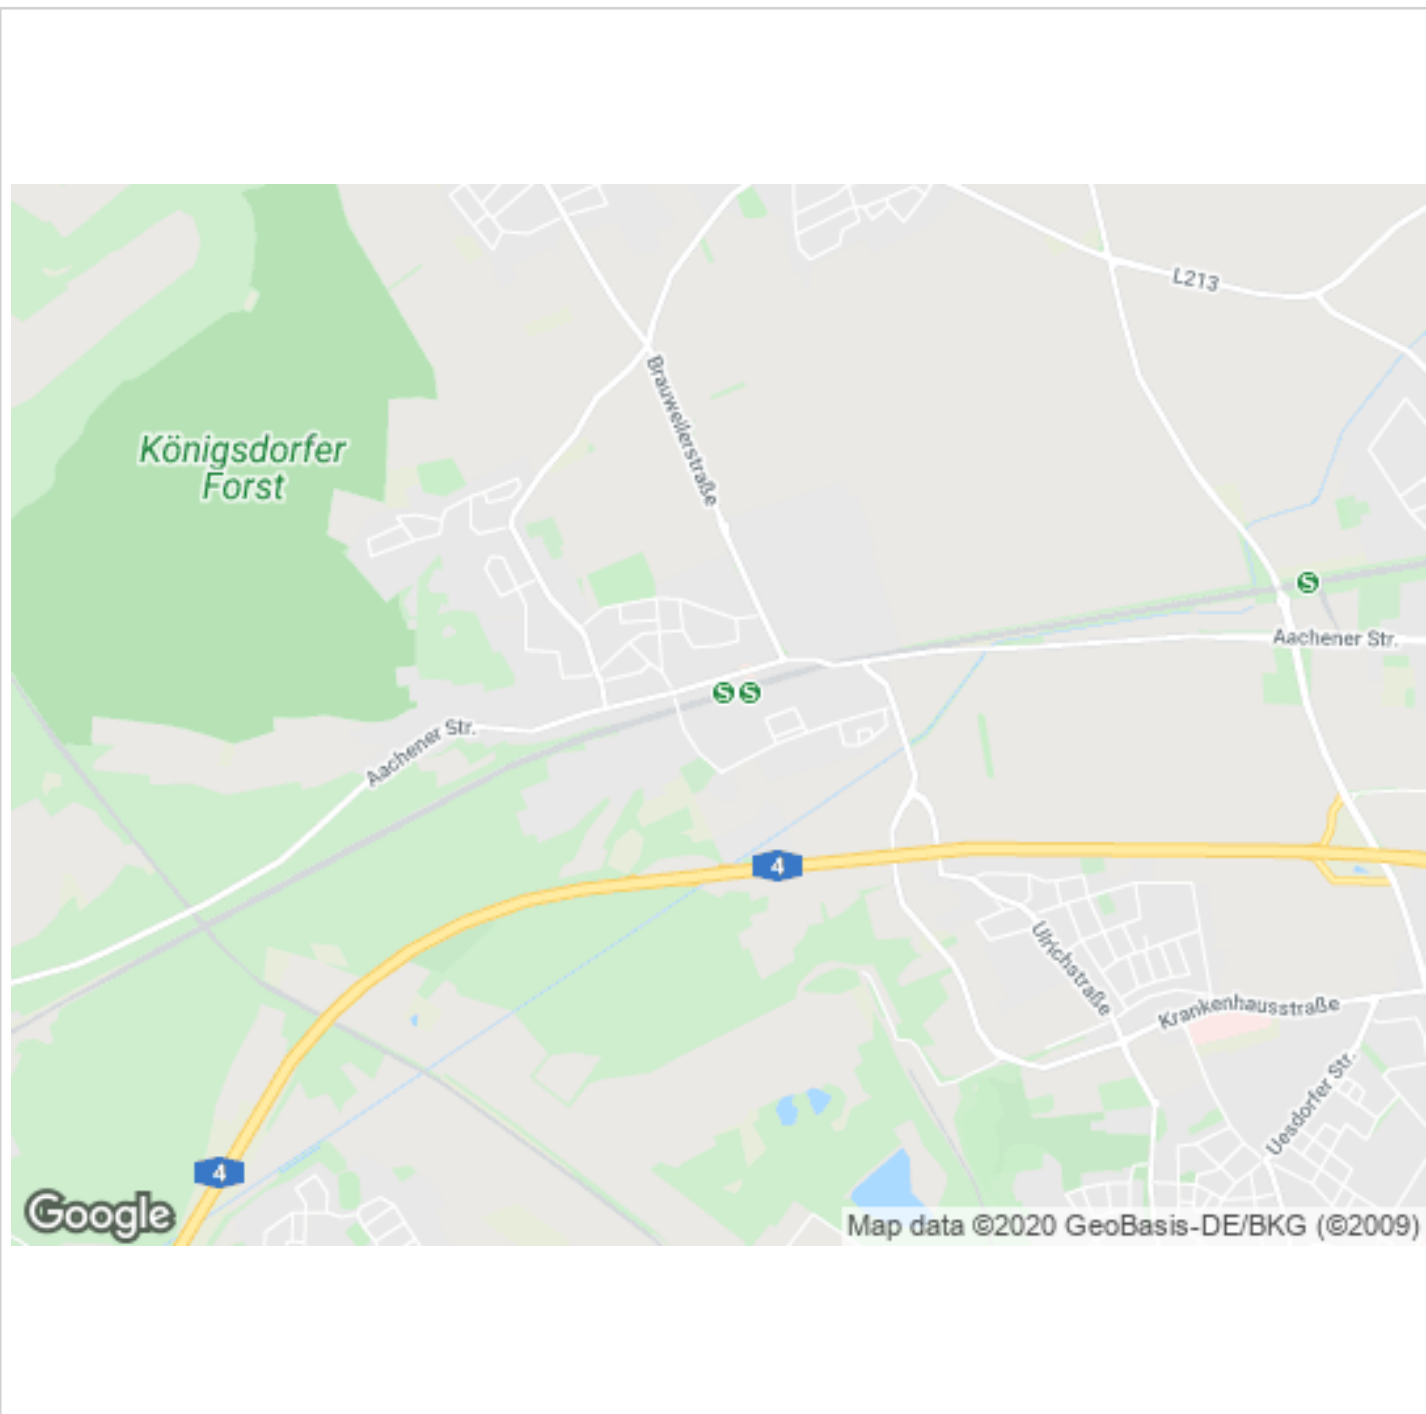 L213
Brauweilerstraße
Königsdorfer
Forst
S
Aachener Str.
S S
Aachener Str.
4
Ulrichstraße
Krankenhausstraße
Uesdorfer Str.
4
Google
Map data ©2020 GeoBasis-DE/BKG (©2009)